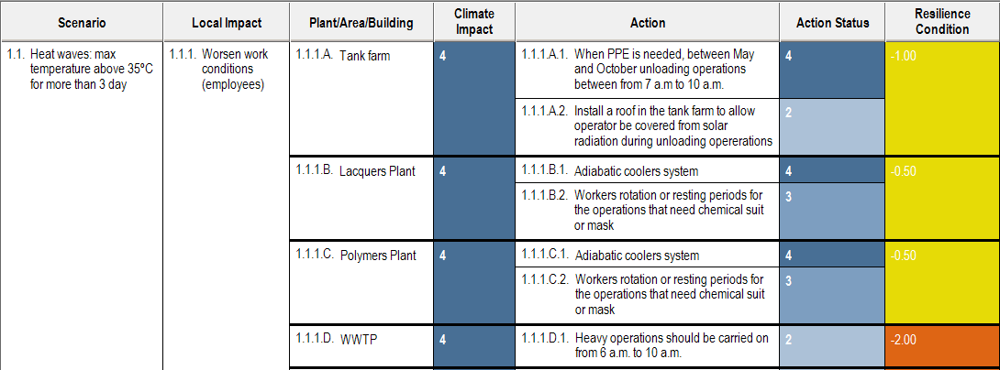 Scenario
Local Impact
Plant/Area/Building
Climate
Impact
Action
Action Status
Resilience
Condition
1.1. Heat waves: max
temperature above 35ºC
for more than 3 day
1.1.1. Worsen work
conditions
(employees)
1.1.1.A. Tank farm
4
1.1.1.A.1. When PPE is needed, between May
and October unloading operations
between from 7 a.m to 10 a.m.
4
-1.00
1.1.1.A.2. Install a roof in the tank farm to allow
operator be covered from solar
radiation during unloading opererations
2
1.1.1.B. Lacquers Plant
4
1.1.1.B.1. Adiabatic coolers system
4
-0.50
1.1.1.B.2. Workers rotation or resting periods for
the operations that need chemical suit
or mask
3
1.1.1.C. Polymers Plant
4
1.1.1.C.1. Adiabatic coolers system
4
-0.50
1.1.1.C.2. Workers rotation or resting periods for
the operations that need chemical suit
or mask
3
1.1.1.D. WWTP
4
1.1.1.D.1. Heavy operations should be carried on
from 6 a.m. to 10 a.m.
2
-2.00